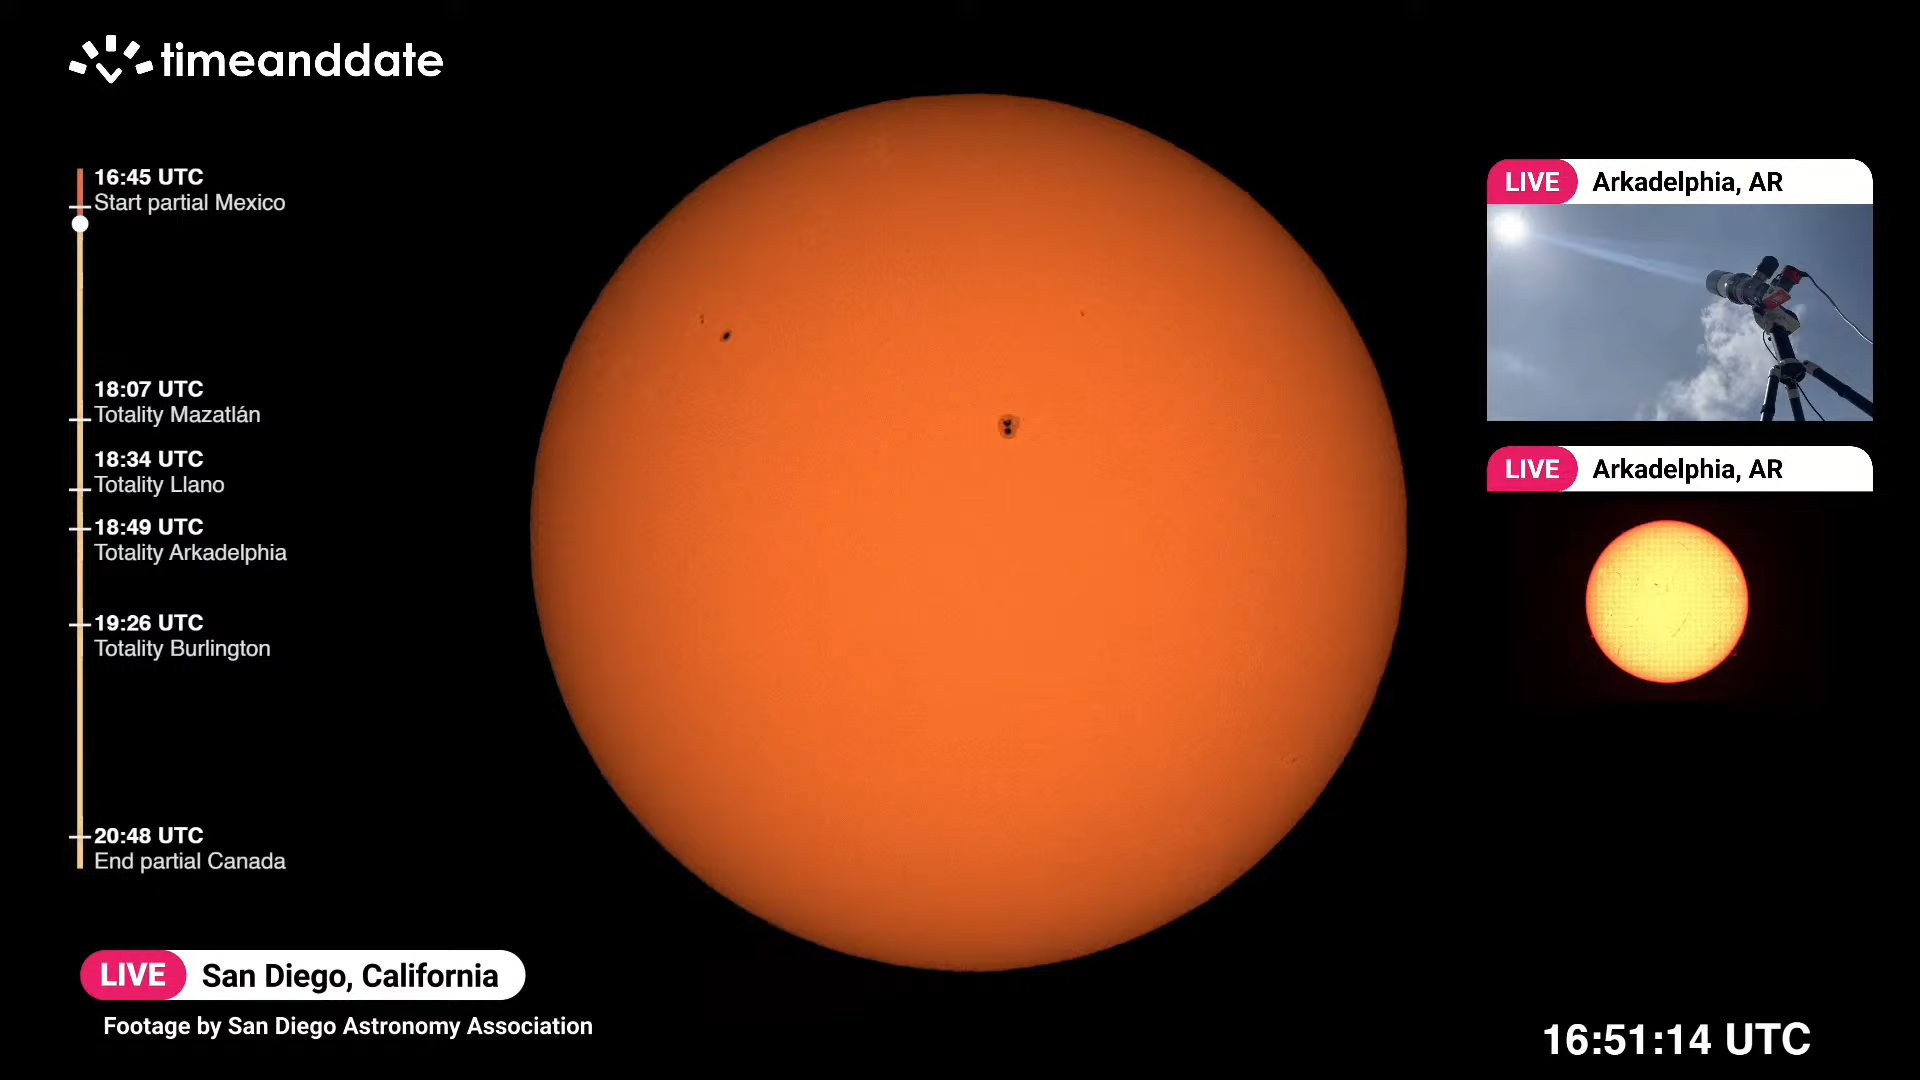 timeanddate
16:45 UTC
Start partial Mexico
18:07 UTC
Totality Mazatlán
18:34 UTC
Totality Llano
18:49 UTC
Totality Arkadelphia
19:26 UTC
Totality Burlington
20:48 UTC
End partial Canada
LIVE San Diego, California
Footage by San Diego Astronomy Association
LIVE Arkadelphia, AR
LIVE Arkadelphia, AR
16:51:14 UTC